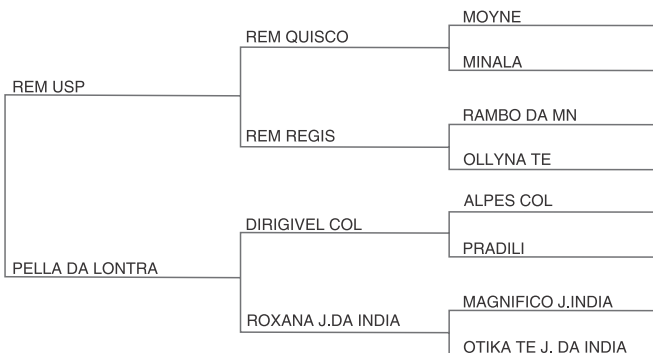 MOYNE
REM QUISCO
MINALA
REM USP
RAMBO DA MN
REM REGIS
OLLYNA TE
ALPES COL
DIRIGIVEL COL
PRADILI
PELLA DA LONTRA
MAGNIFICO J.INDIA
ROXANA J.DA INDIA
OTIKA TE J. DA INDIA